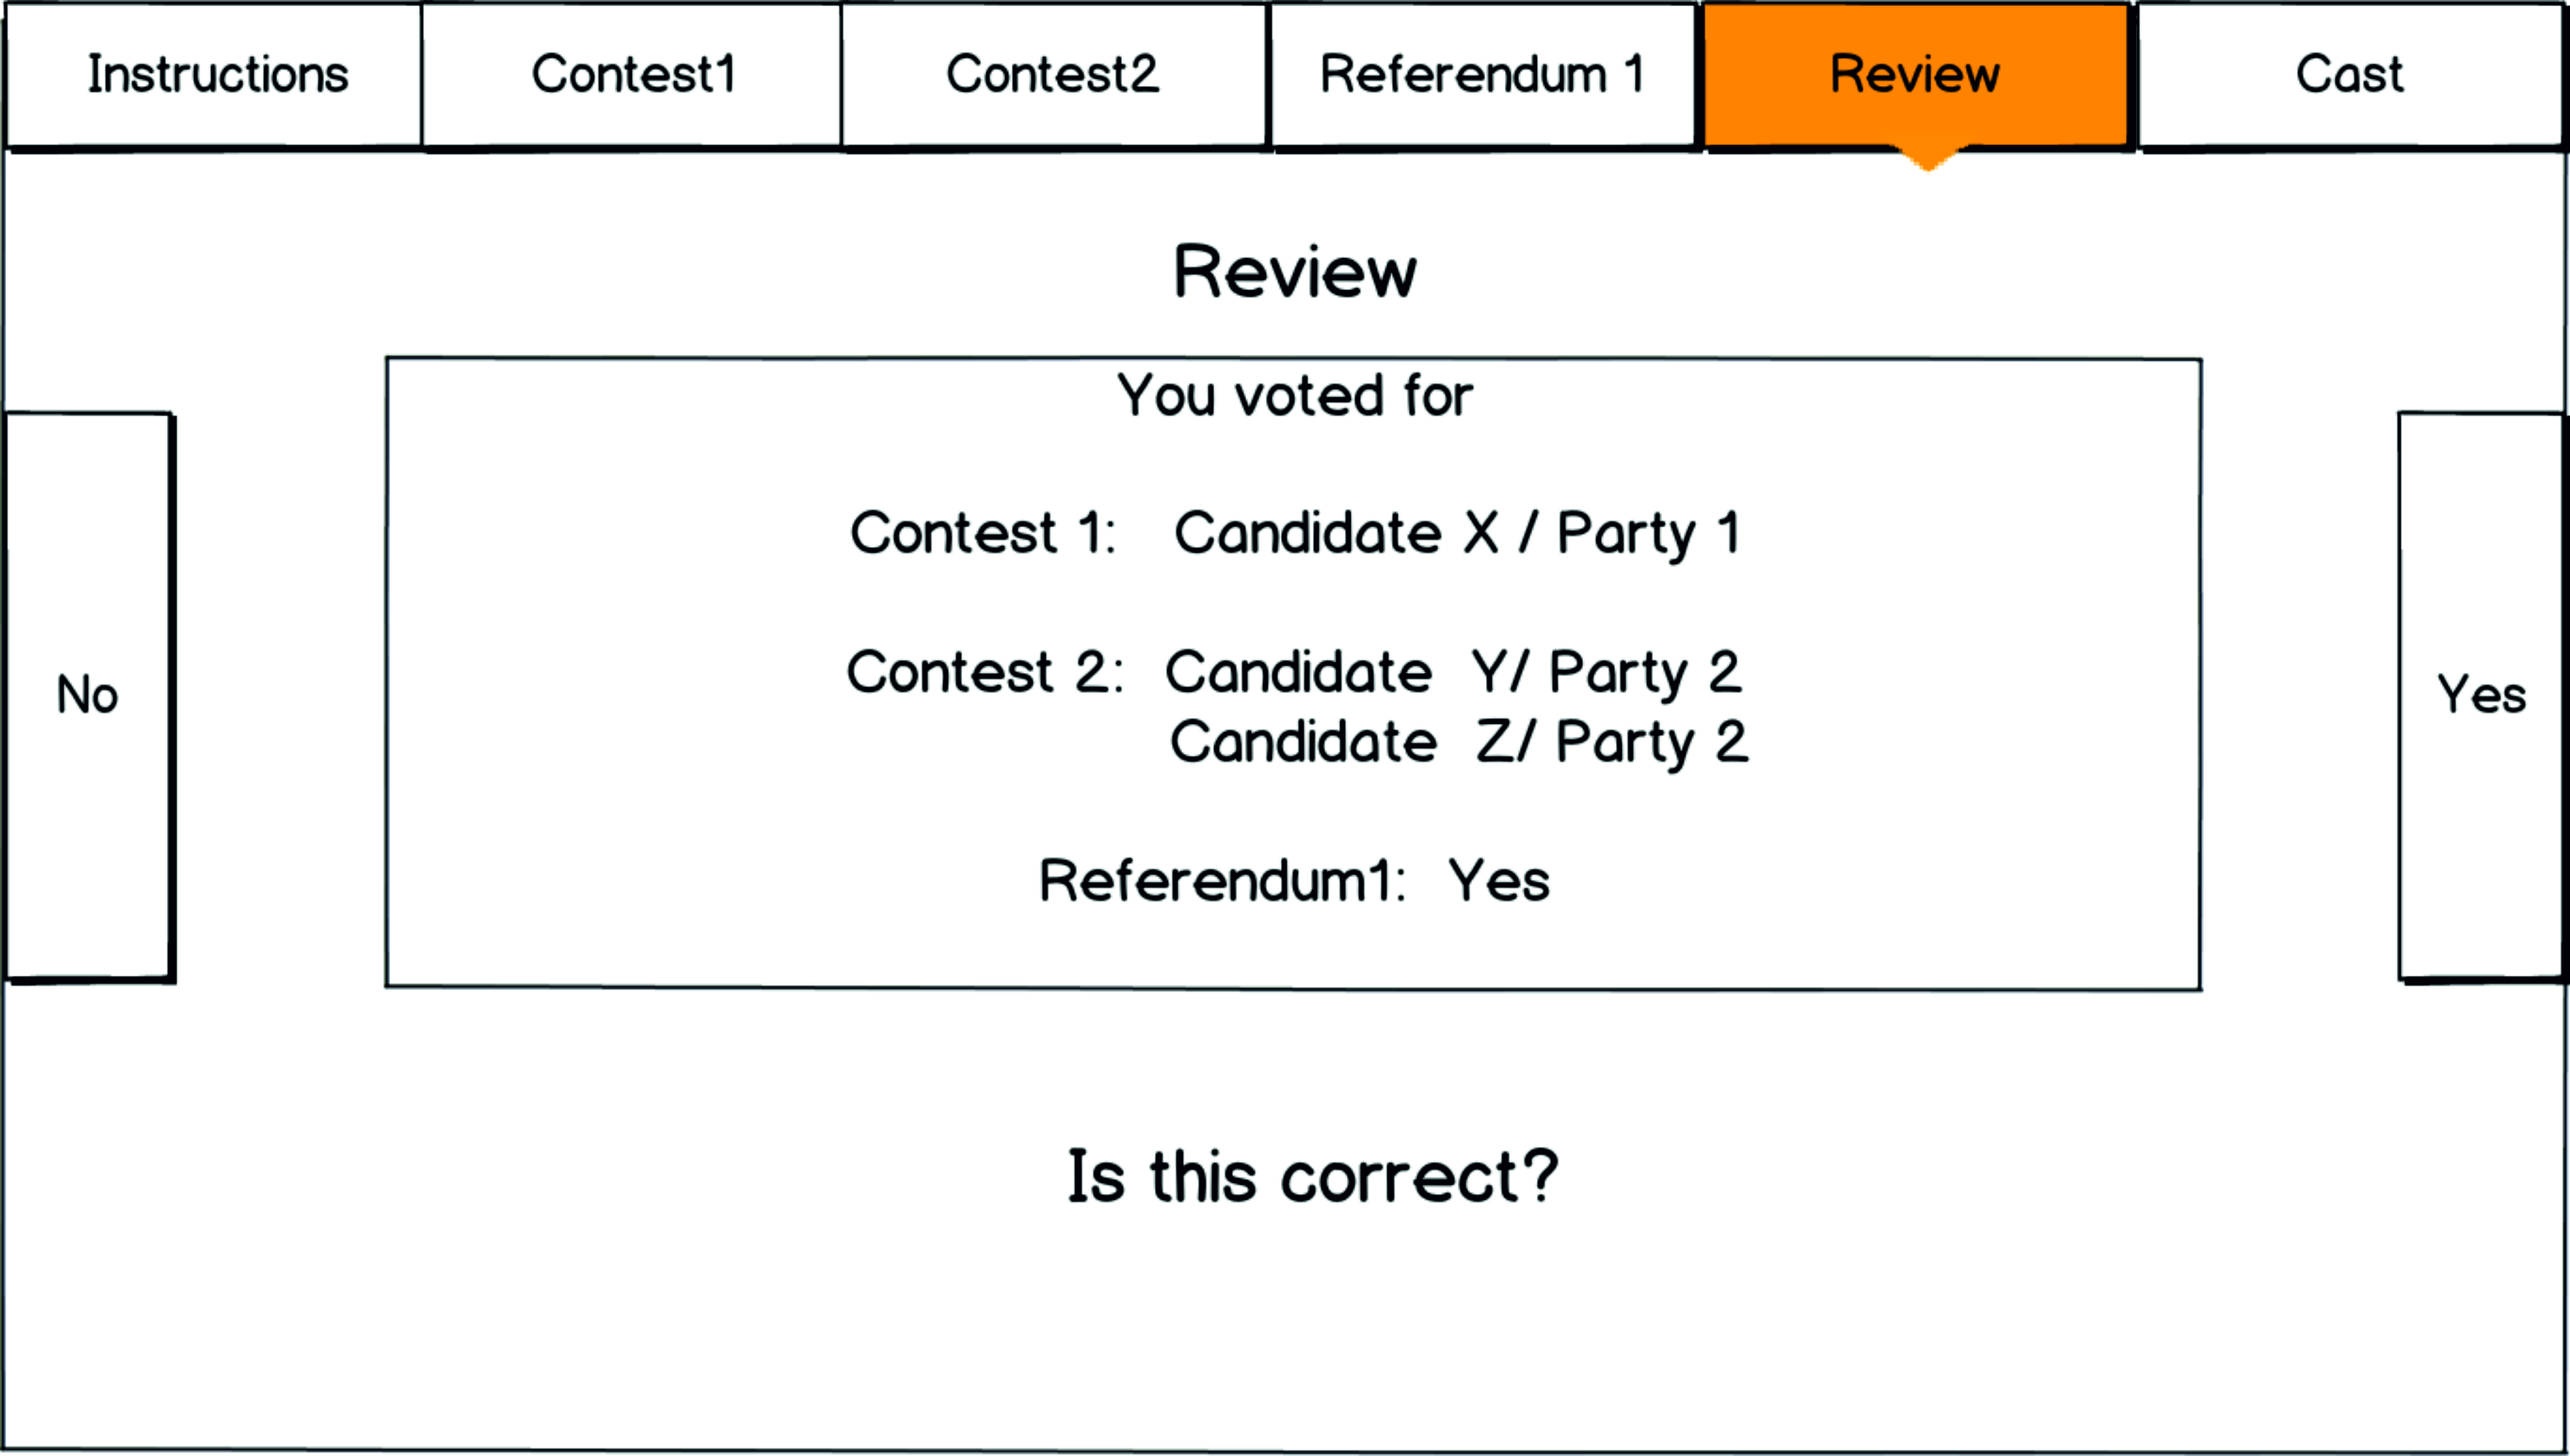 Instructions Contest1 Contest2 Referendum 1 Review Cast
Review
You voted for
Contest 1: Candidate X / Party 1
Contest 2: Candidate Y/ Party 2
Candidate Z/ Party 2
No
Yes
Referendum1: Yes
Is this correct?